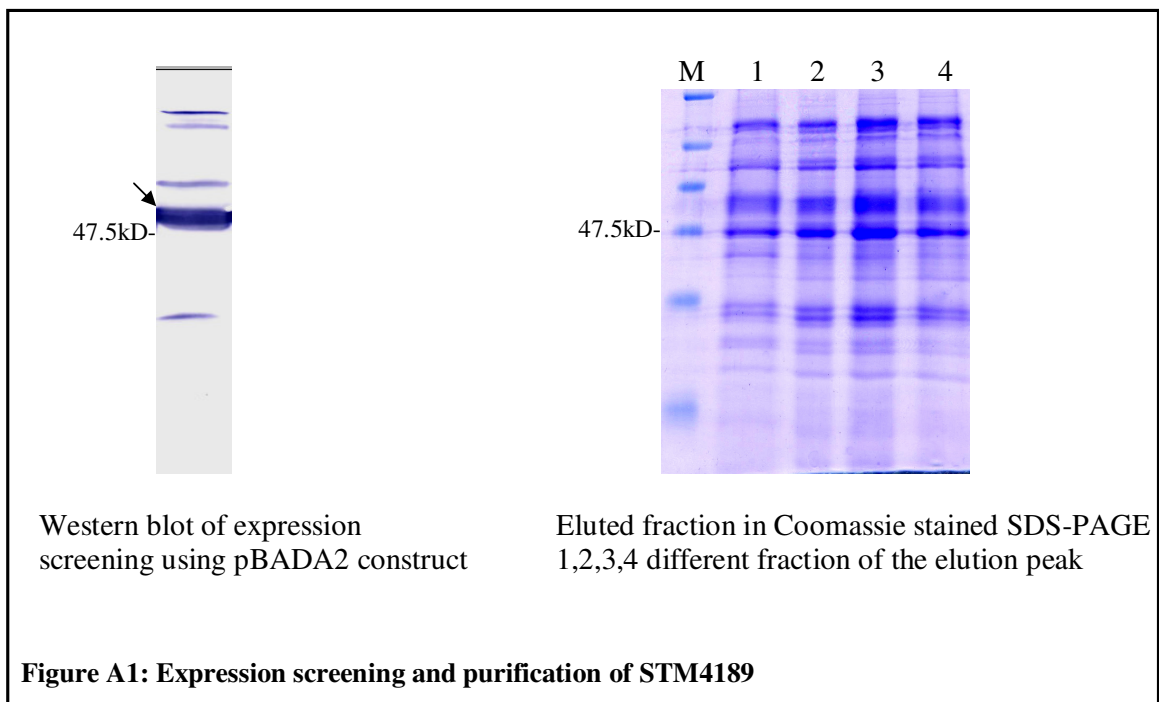 M 1 2 3 4
47.5kD-
47.5kD-
Western blot of expression
screening using pBADA2 construct
Eluted fraction in Coomassie stained SDS-PAGE
1,2,3,4 different fraction of the elution peak
Figure A1: Expression screening and purification of STM4189